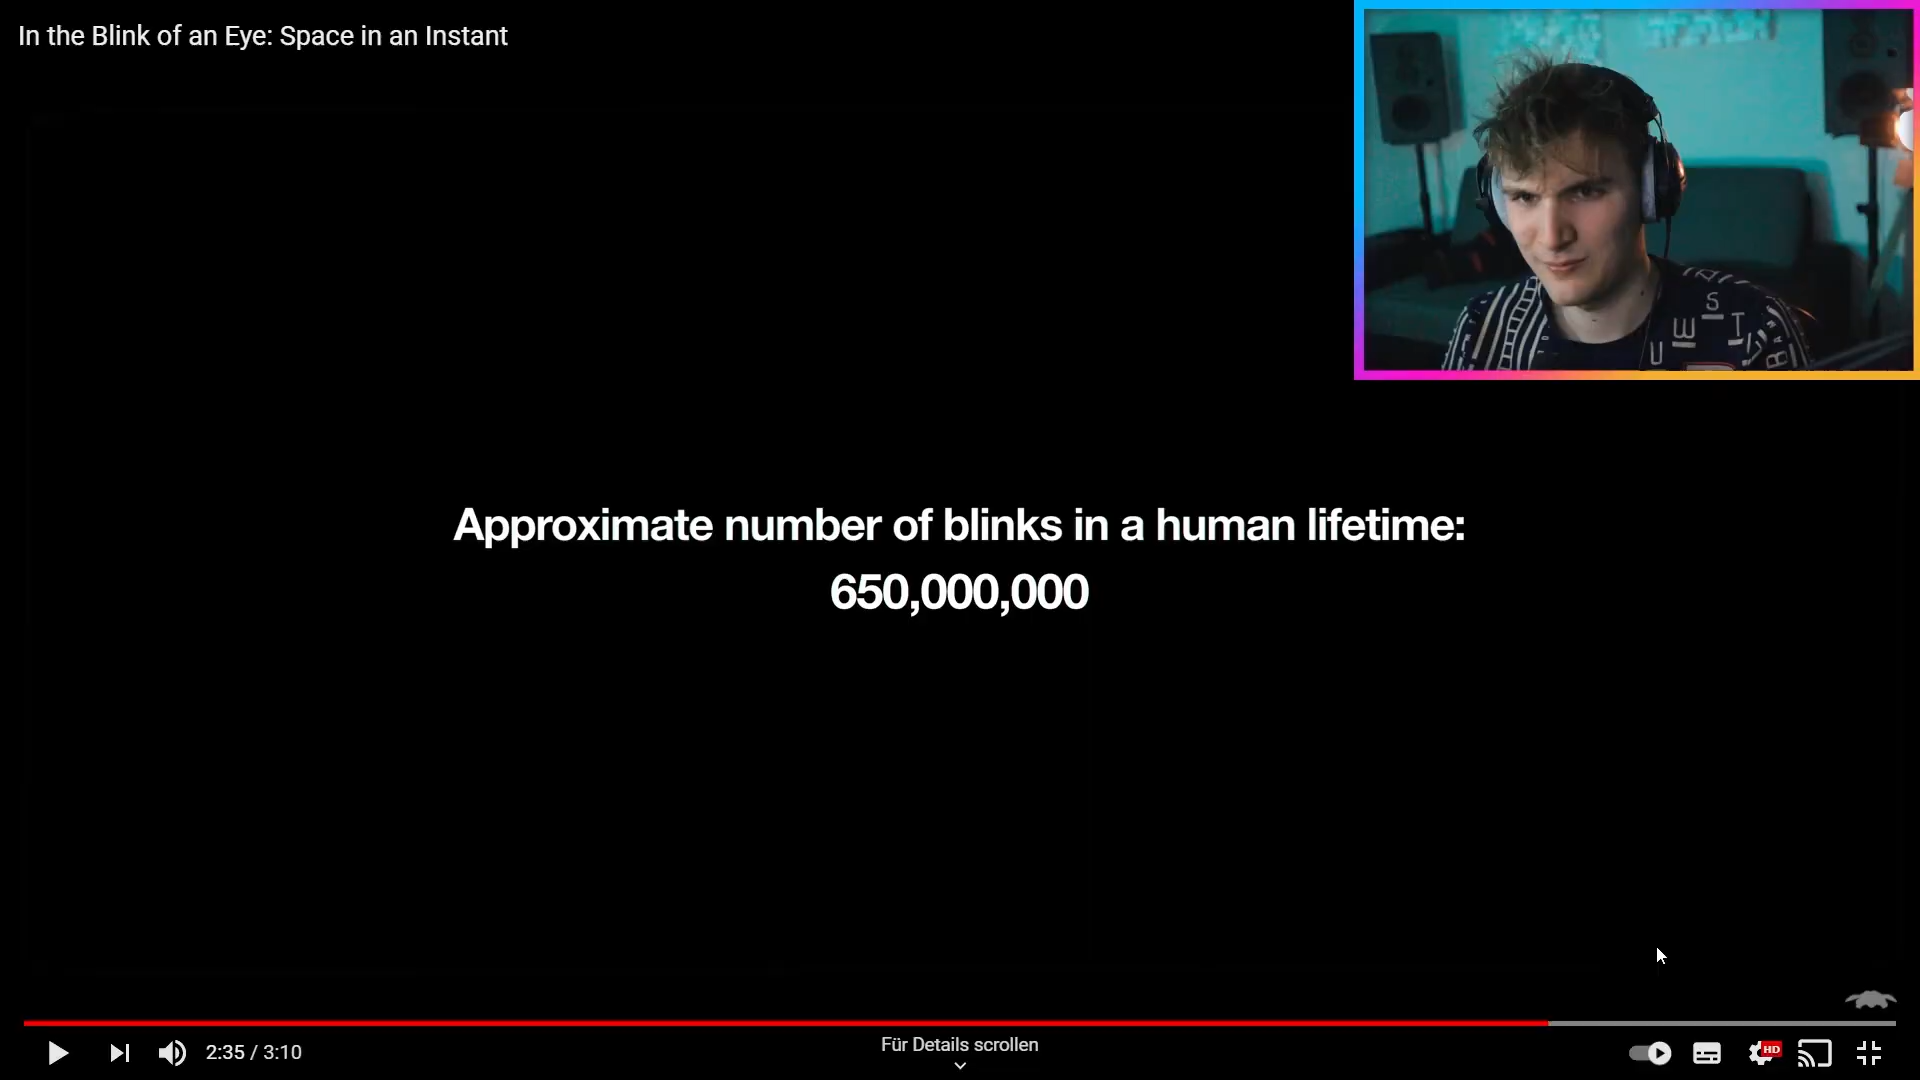 In the Blink of an Eye: Space in an Instant
Approximate number of blinks in a human lifetime:
650,000,000
2:35 / 3:10
Für Details scrollen
HD